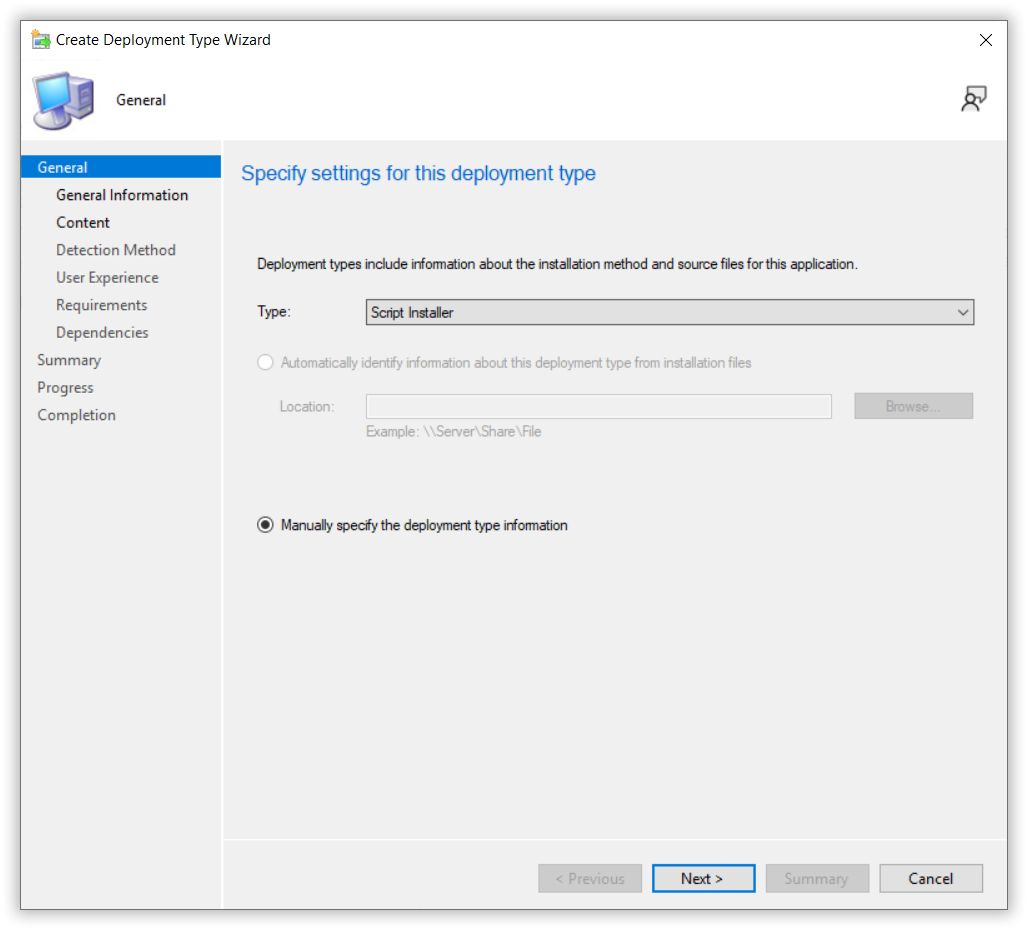 Create Deployment Type Wizard
General
General
General Information
Content
Detection Method
User Experience
Requirements
Dependencies
Summary
Progress
Completion
Specify settings for this deployment type
Deployment types include information about the installation method and source files for this application.
Type: Script Installer
Automatically identify information about this deployment type from installation files
Location: Browse...
Example: \\Server\Share\File
Manually specify the deployment type information
< Previous Next > Summary Cancel